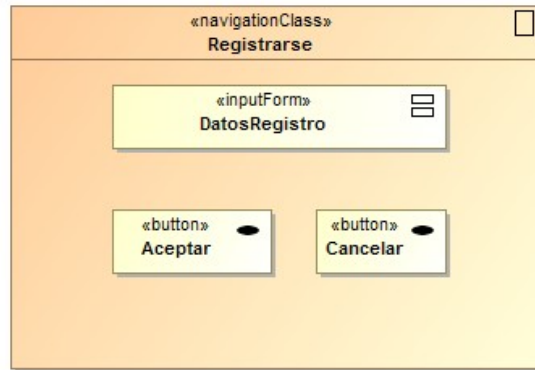 «navigationClass»
Registrarse
«inputForm»
DatosRegistro
«button»
Aceptar
«button»
Cancelar